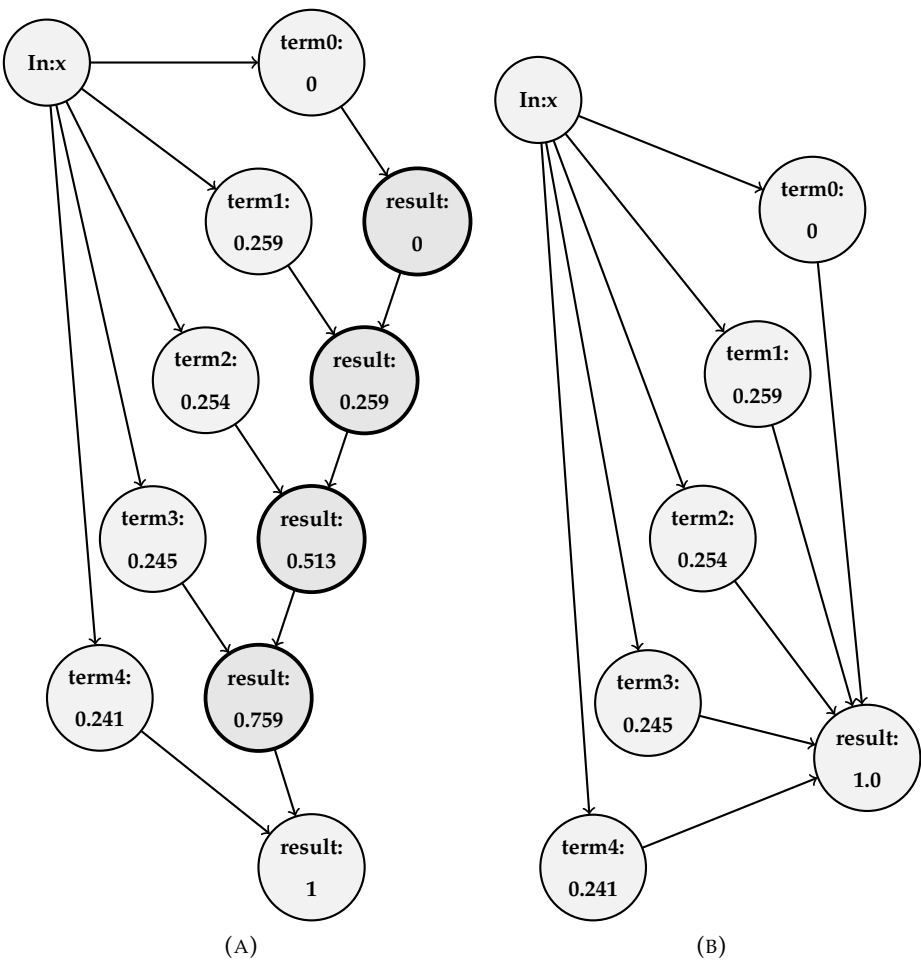 In:x
term0:
0
term1:
0.259
result:
0
term2:
0.254
result:
0.259
term3:
0.245
result:
0.513
term4:
0.241
result:
0.759
result:
1
(A)
In:x
term0:
0
term1:
0.259
term2:
0.254
term3:
0.245
result:
1.0
term4:
0.241
(B)